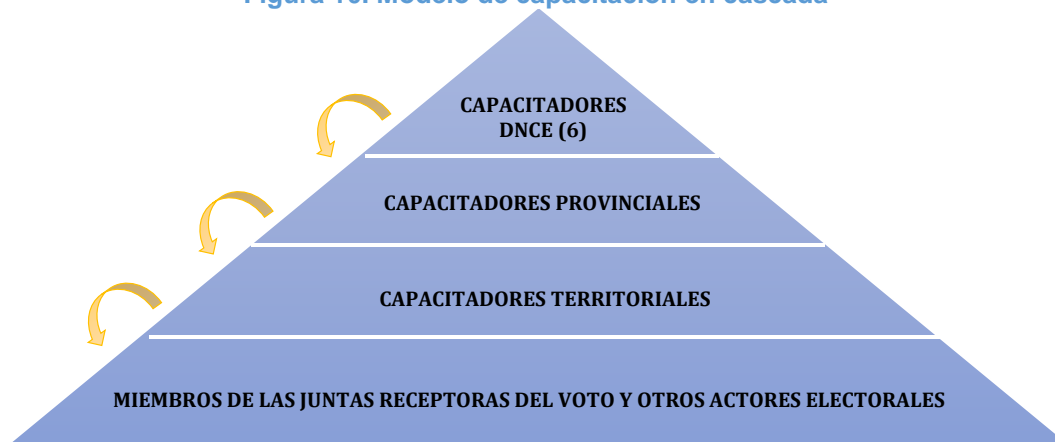 Figura 10. Modelo de capacitación en cascada
CAPACITADORES
DNCE (6)
CAPACITADORES PROVINCIALES
CAPACITADORES TERRITORIALES
MIEMBROS DE LAS JUNTAS RECEPTORAS DEL VOTO Y OTROS ACTORES ELECTORALES